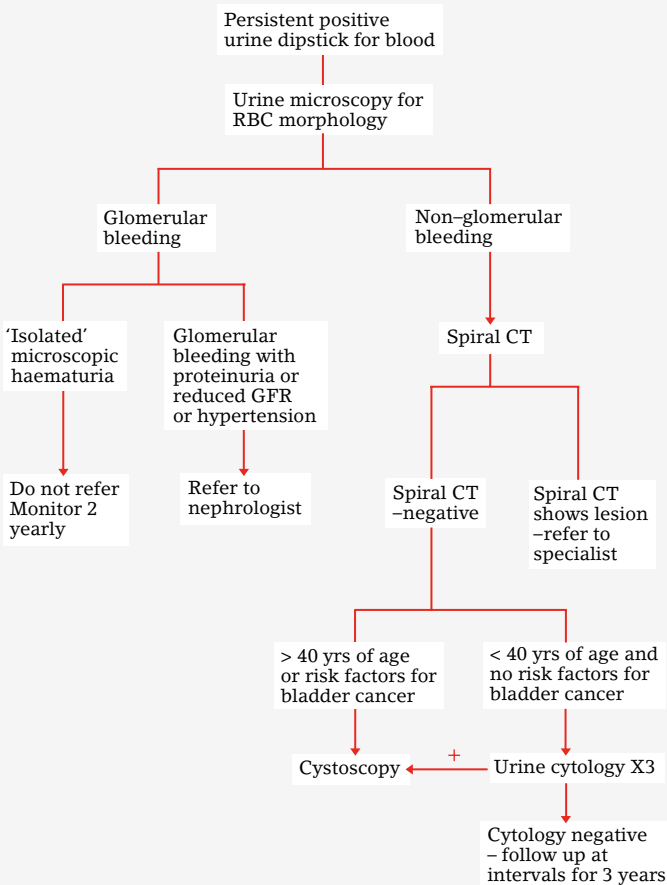 Persistent positive
urine dipstick for blood
Urine microscopy for
RBC morphology
Glomerular
bleeding
Non–glomerular
bleeding
‘Isolated’
microscopic
haematuria
Glomerular
bleeding with
proteinuria or
reduced GFR
or hypertension
Spiral CT
Do not refer
Monitor 2
yearly
Refer to
nephrologist
Spiral CT
–negative
Spiral CT
shows lesion
–refer to
specialist
> 40 yrs of age
or risk factors for
bladder cancer
< 40 yrs of age and
no risk factors for
bladder cancer
Cystoscopy
+
Urine cytology X3
Cytology negative
– follow up at
intervals for 3 years